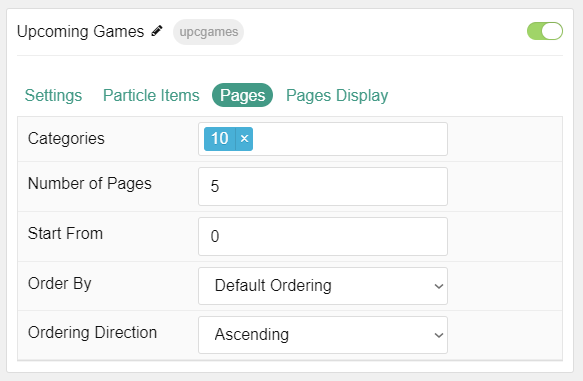 Upcoming Games upcgames
Settings Particle Items Pages Pages Display
Categories 10 ×
Number of Pages 5
Start From 0
Order By Default Ordering
Ordering Direction Ascending